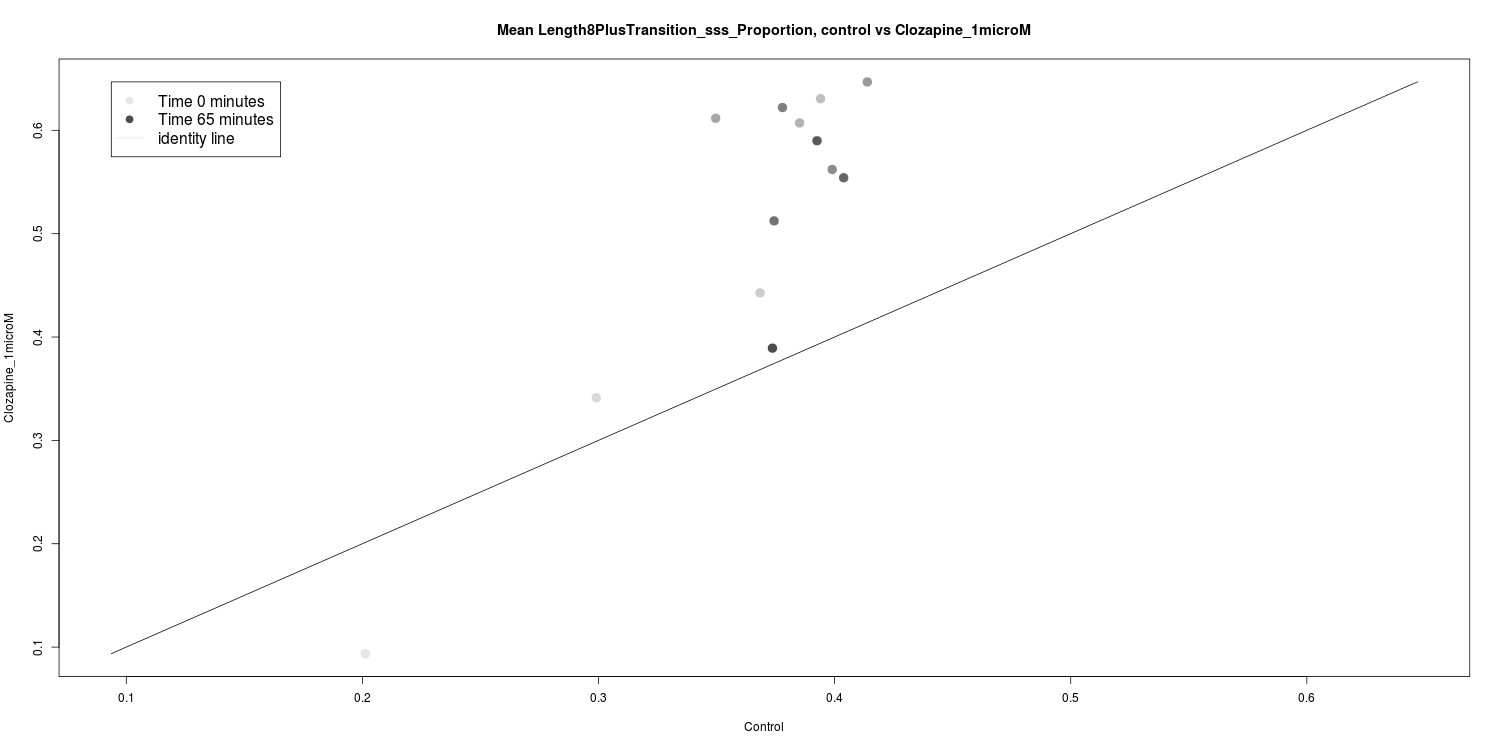 Mean Length8PlusTransition_sss_Proportion, control vs Clozapine_1microM
Time 0 minutes
Time 65 minutes
identity line
0.6
0.5
0.4
0.3
0.2
0.1
Clozapine_1microM
0.1 0.2 0.3 0.4 0.5 0.6
Control